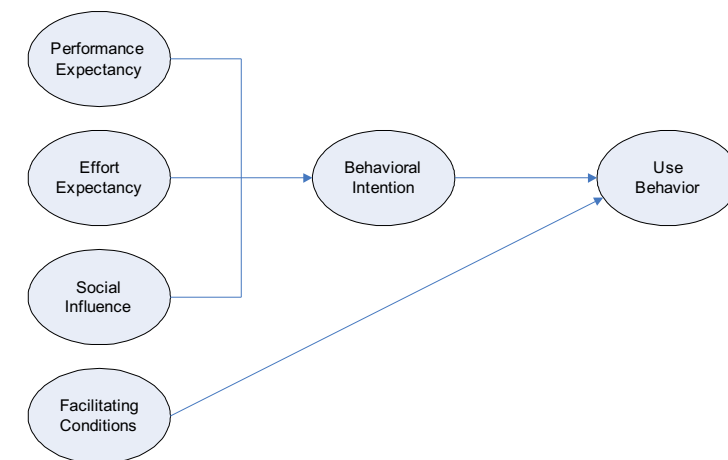 Performance
Expectancy
Effort
Expectancy
Social
Influence
Facilitating
Conditions
Behavioral
Intention
Use
Behavior